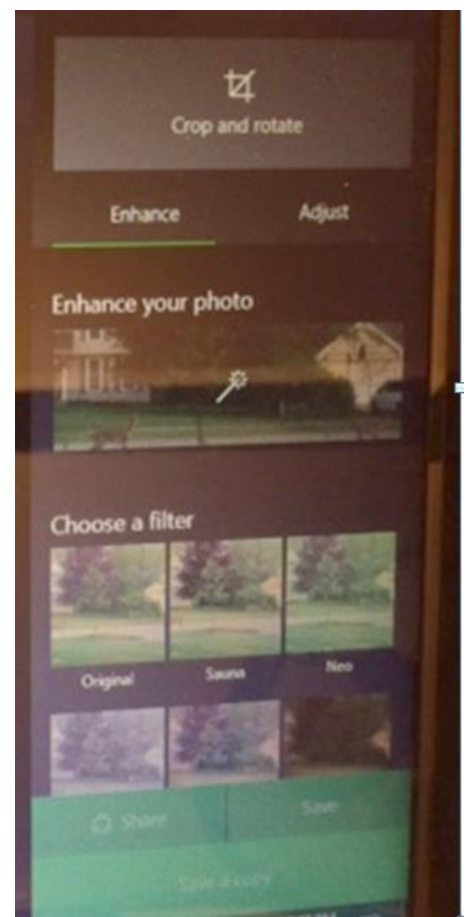 Crop and rotate
Enhance Adjust
Enhance your photo
Choose a filter
Original Sauna Neo
Share Save
Save a copy